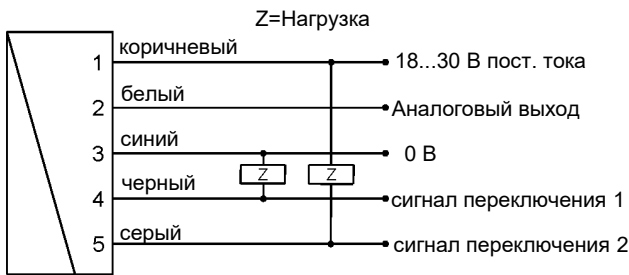 Z=Нагрузка
1 коричневый 18...30 В пост. тока
2 белый Аналоговый выход
3 синий 0 В
Z Z
4 черный сигнал переключения 1
5 серый сигнал переключения 2